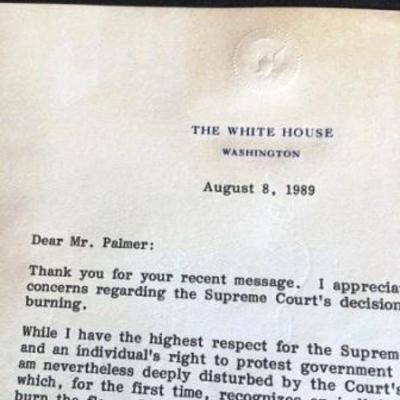 THE WHITE HOUSE
WASHINGTON
August 8, 1989
Dear Mr. Palmer:
Thank you for your recent message. I apprecia
concerns regarding the Supreme Court's decision
burning.
While I have the highest respect for the Suprem
and an individual's right to protest government
am nevertheless deeply disturbed by the Court's
which, for the first time, recognizes
burn the